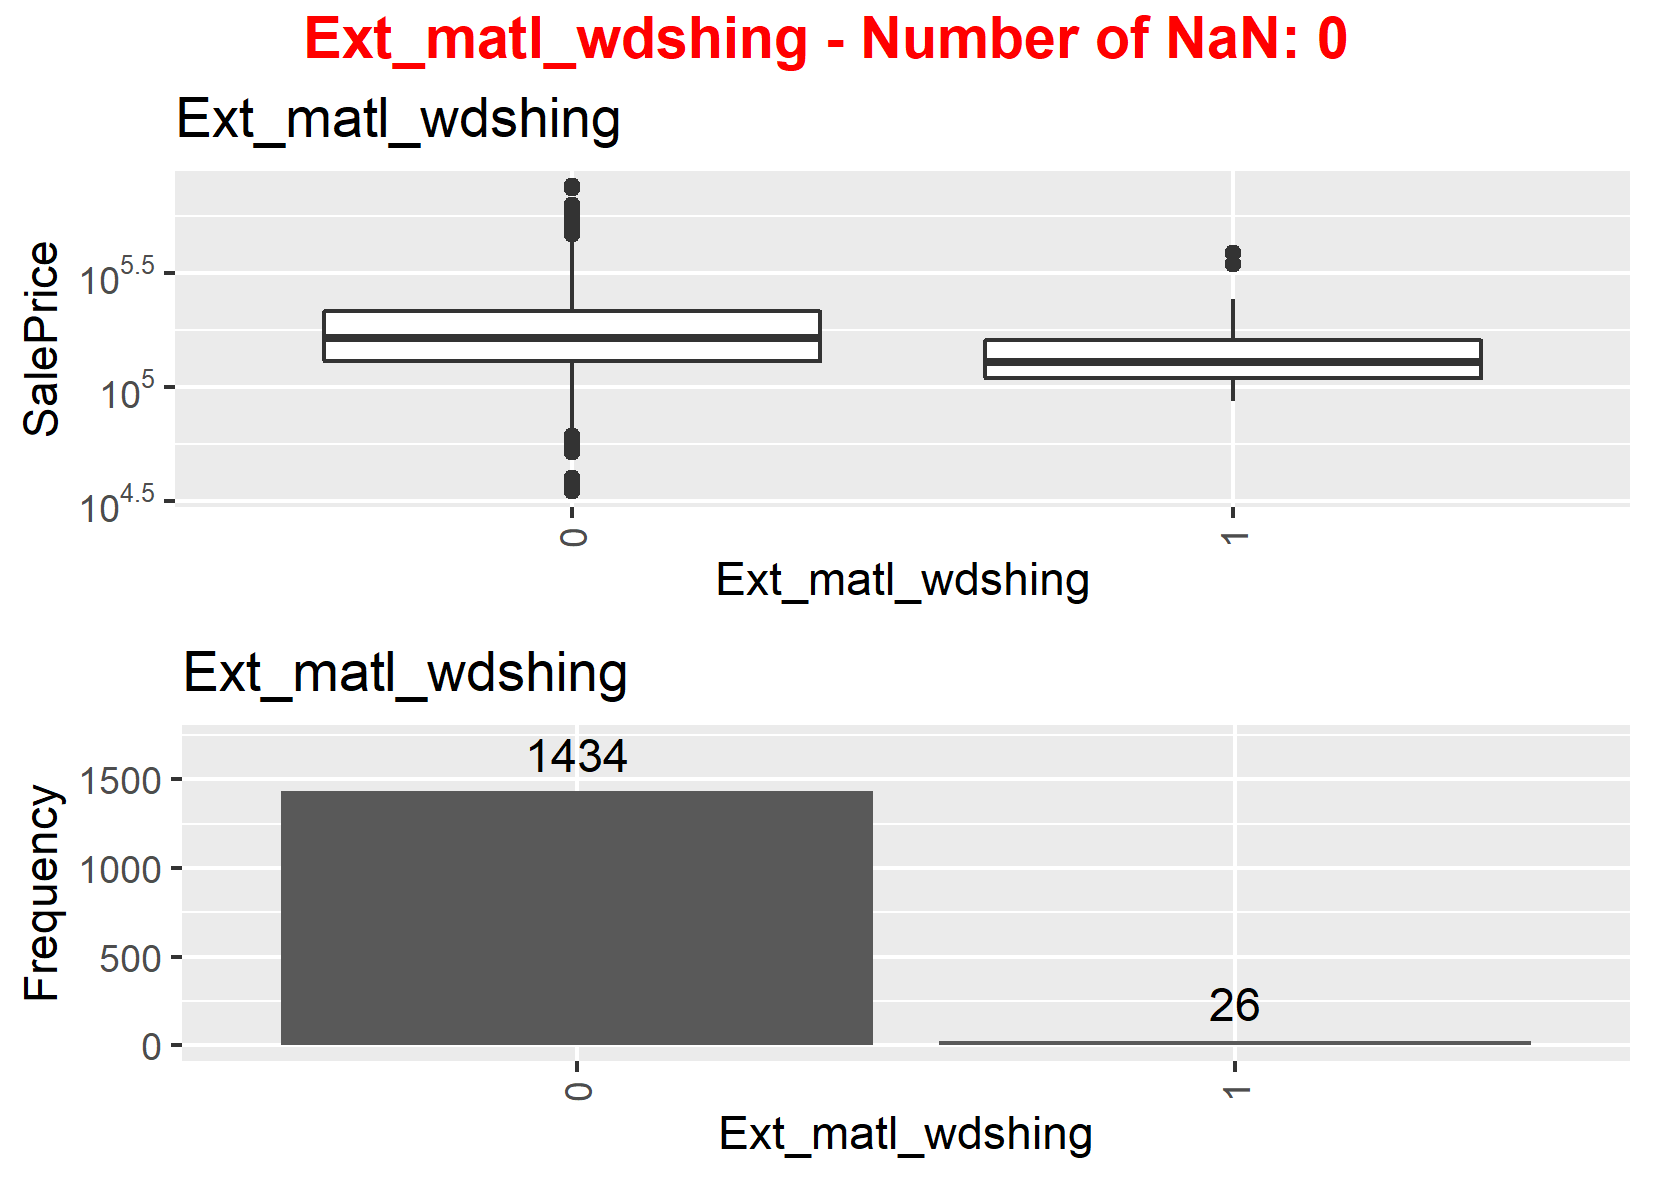 Ext_matl_wdshing - Number of NaN: 0
Ext_matl_wdshing
SalePrice
10^5.5
10^5
10^4.5
0 1
Ext_matl_wdshing
Ext_matl_wdshing
Frequency
1434
1500
1000
500
26
0
0 1
Ext_matl_wdshing